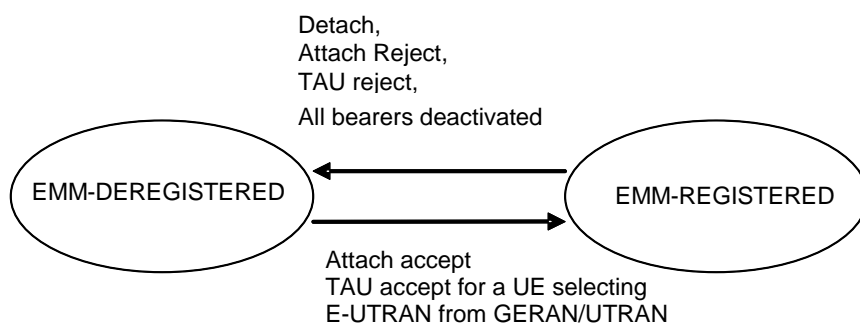 Detach,
Attach Reject,
TAU reject,
All bearers deactivated
EMM-DEREGISTERED
EMM-REGISTERED
Attach accept
TAU accept for a UE selecting
E-UTRAN from GERAN/UTRAN